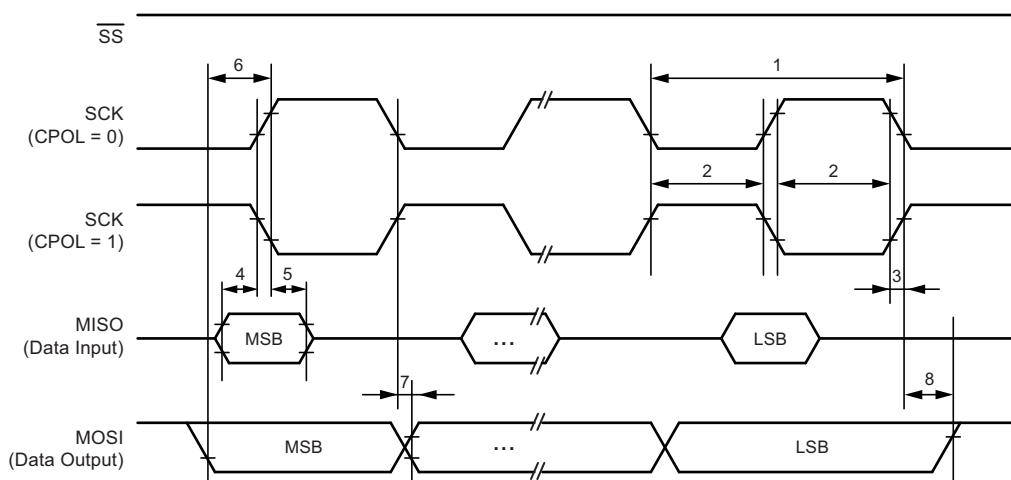 SS
6
1
SCK
(CPOL = 0)
2
2
SCK
(CPOL = 1)
4
5
3
MISO
(Data Input)
MSB
...
LSB
7
8
MOSI
(Data Output)
MSB
...
LSB